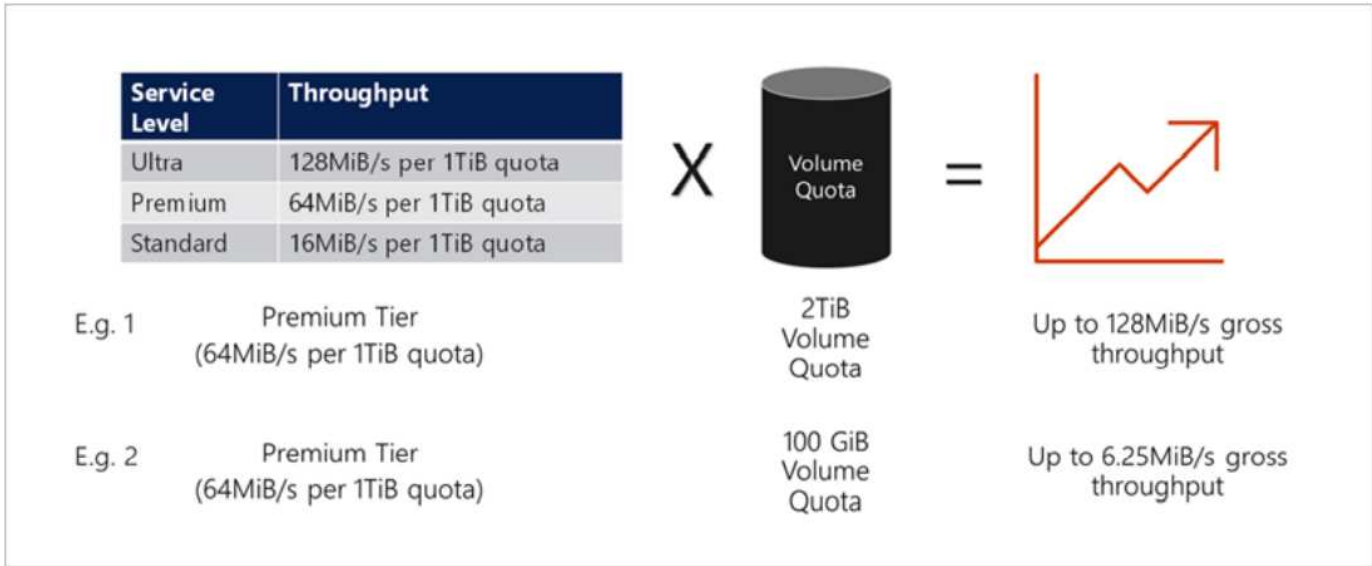 Service Level
Throughput
Ultra
128MiB/s per 1TiB quota
Premium
64MiB/s per 1TiB quota
Standard
16MiB/s per 1TiB quota
X
Volume
Quota
=
E.g. 1
Premium Tier
(64MiB/s per 1TiB quota)
2TiB
Volume
Quota
Up to 128MiB/s gross
throughput
E.g. 2
Premium Tier
(64MiB/s per 1TiB quota)
100 GiB
Volume
Quota
Up to 6.25MiB/s gross
throughput